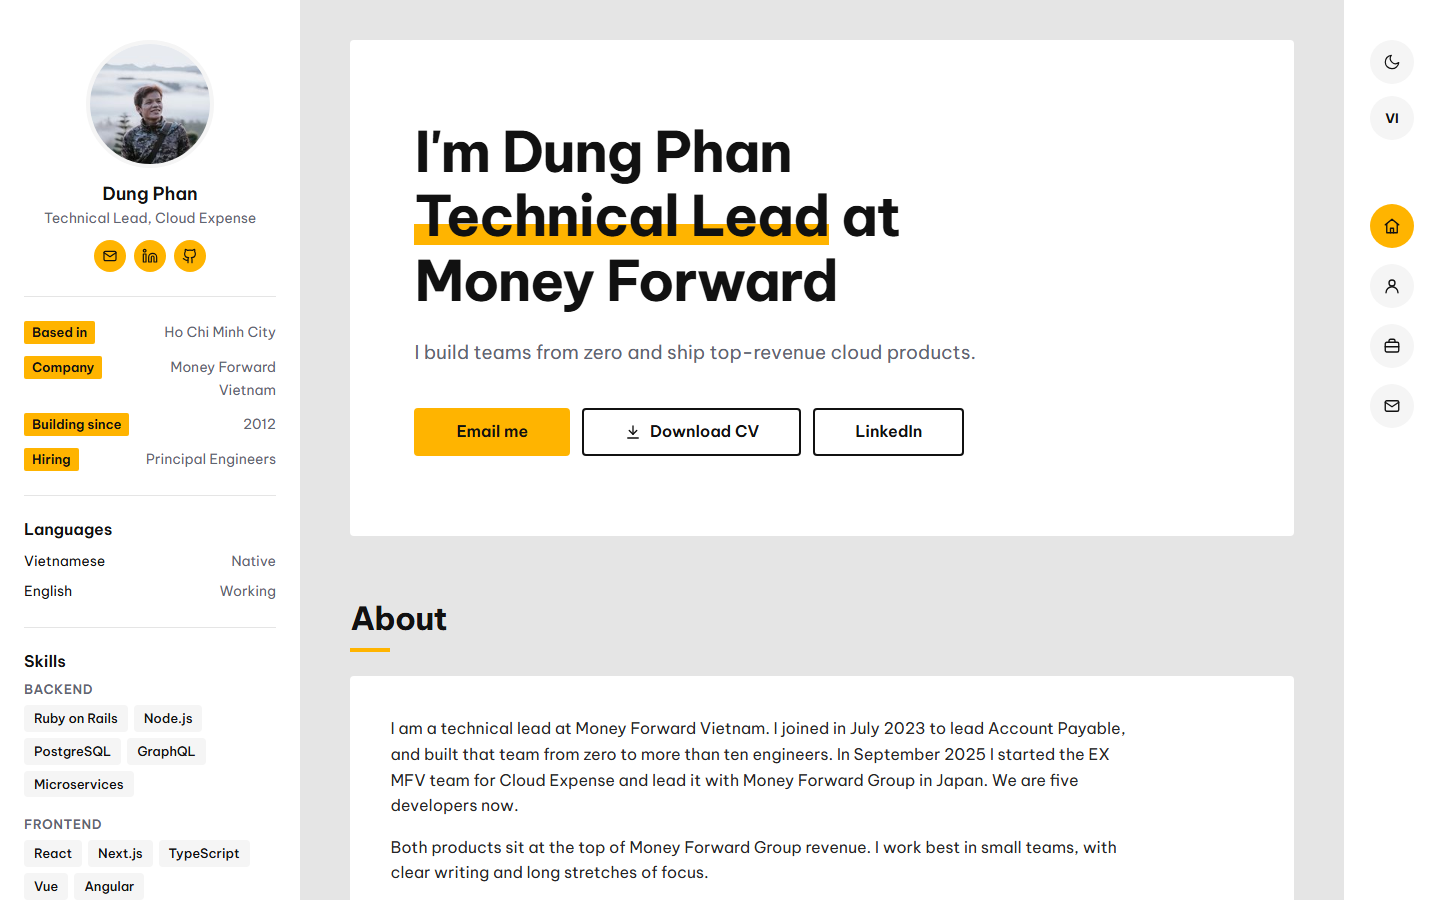 Dung Phan
Technical Lead, Cloud Expense
Based in Ho Chi Minh City
Company Money Forward
Vietnam
Building since 2012
Hiring Principal Engineers
Languages
Vietnamese Native
English Working
Skills
BACKEND
Ruby on Rails Node.js
PostgreSQL GraphQL
Microservices
FRONTEND
React Next.js TypeScript
Vue Angular
I'm Dung Phan
Technical Lead at
Money Forward
I build teams from zero and ship top-revenue cloud products.
Email me Download CV LinkedIn
About
I am a technical lead at Money Forward Vietnam. I joined in July 2023 to lead Account Payable,
and built that team from zero to more than ten engineers. In September 2025 I started the EX
MFV team for Cloud Expense and lead it with Money Forward Group in Japan. We are five
developers now.
Both products sit at the top of Money Forward Group revenue. I work best in small teams, with
clear writing and long stretches of focus.
VI